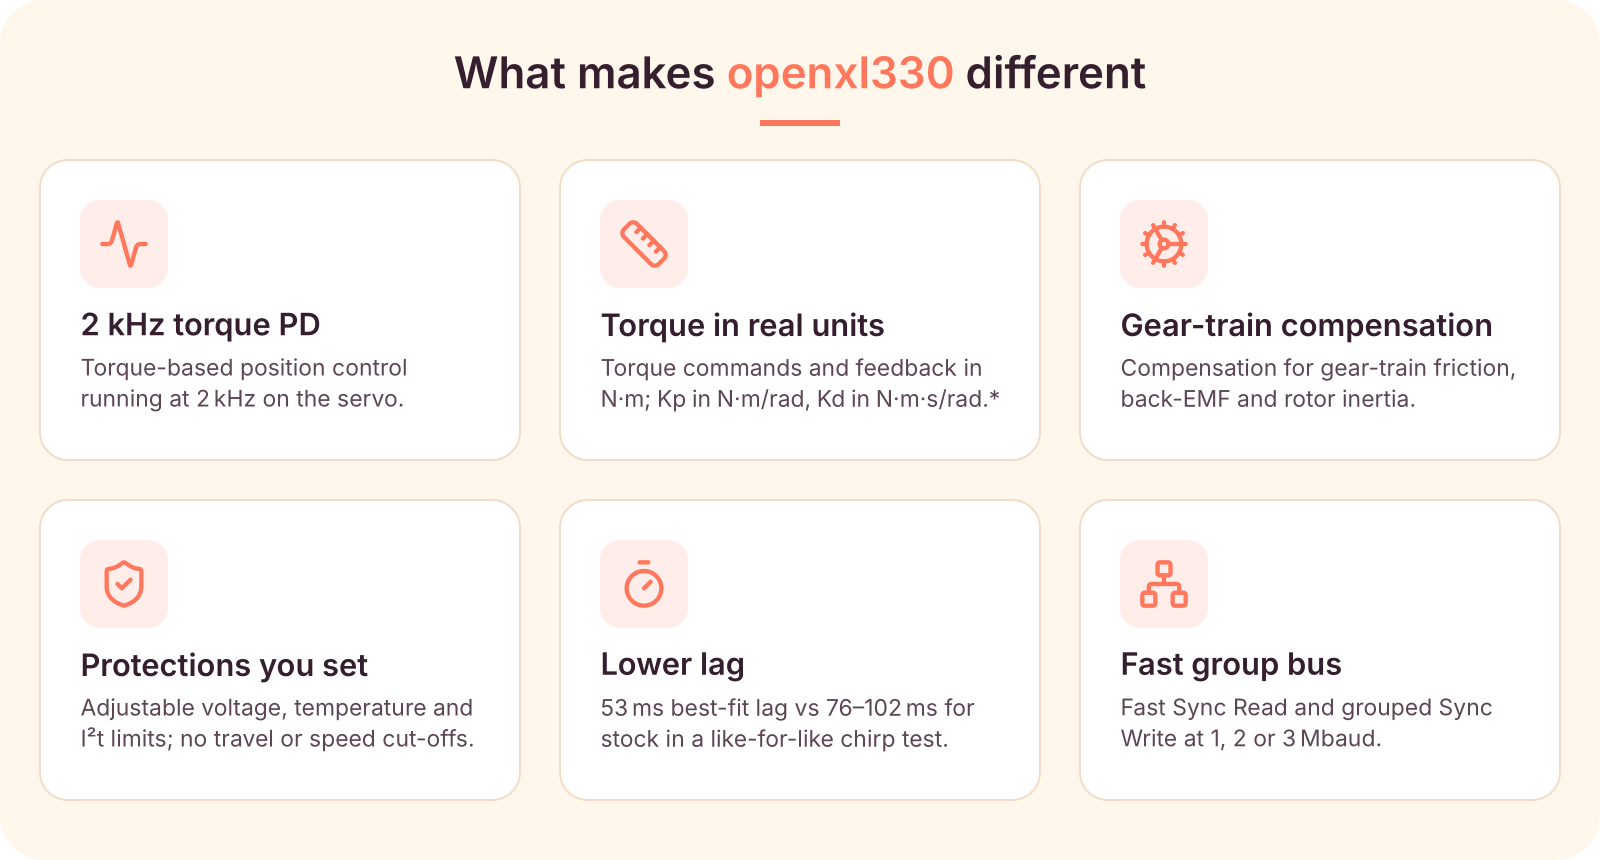 What makes openxl330 different
2 kHz torque PD
Torque-based position control
running at 2 kHz on the servo.
Torque in real units
Torque commands and feedback in
N·m; Kp in N·m/rad, Kd in N·m·s/rad.*
Gear-train compensation
Compensation for gear-train friction,
back-EMF and rotor inertia.
Protections you set
Adjustable voltage, temperature and
I²t limits; no travel or speed cut-offs.
Lower lag
53 ms best-fit lag vs 76–102 ms for
stock in a like-for-like chirp test.
Fast group bus
Fast Sync Read and grouped Sync
Write at 1, 2 or 3 Mbaud.